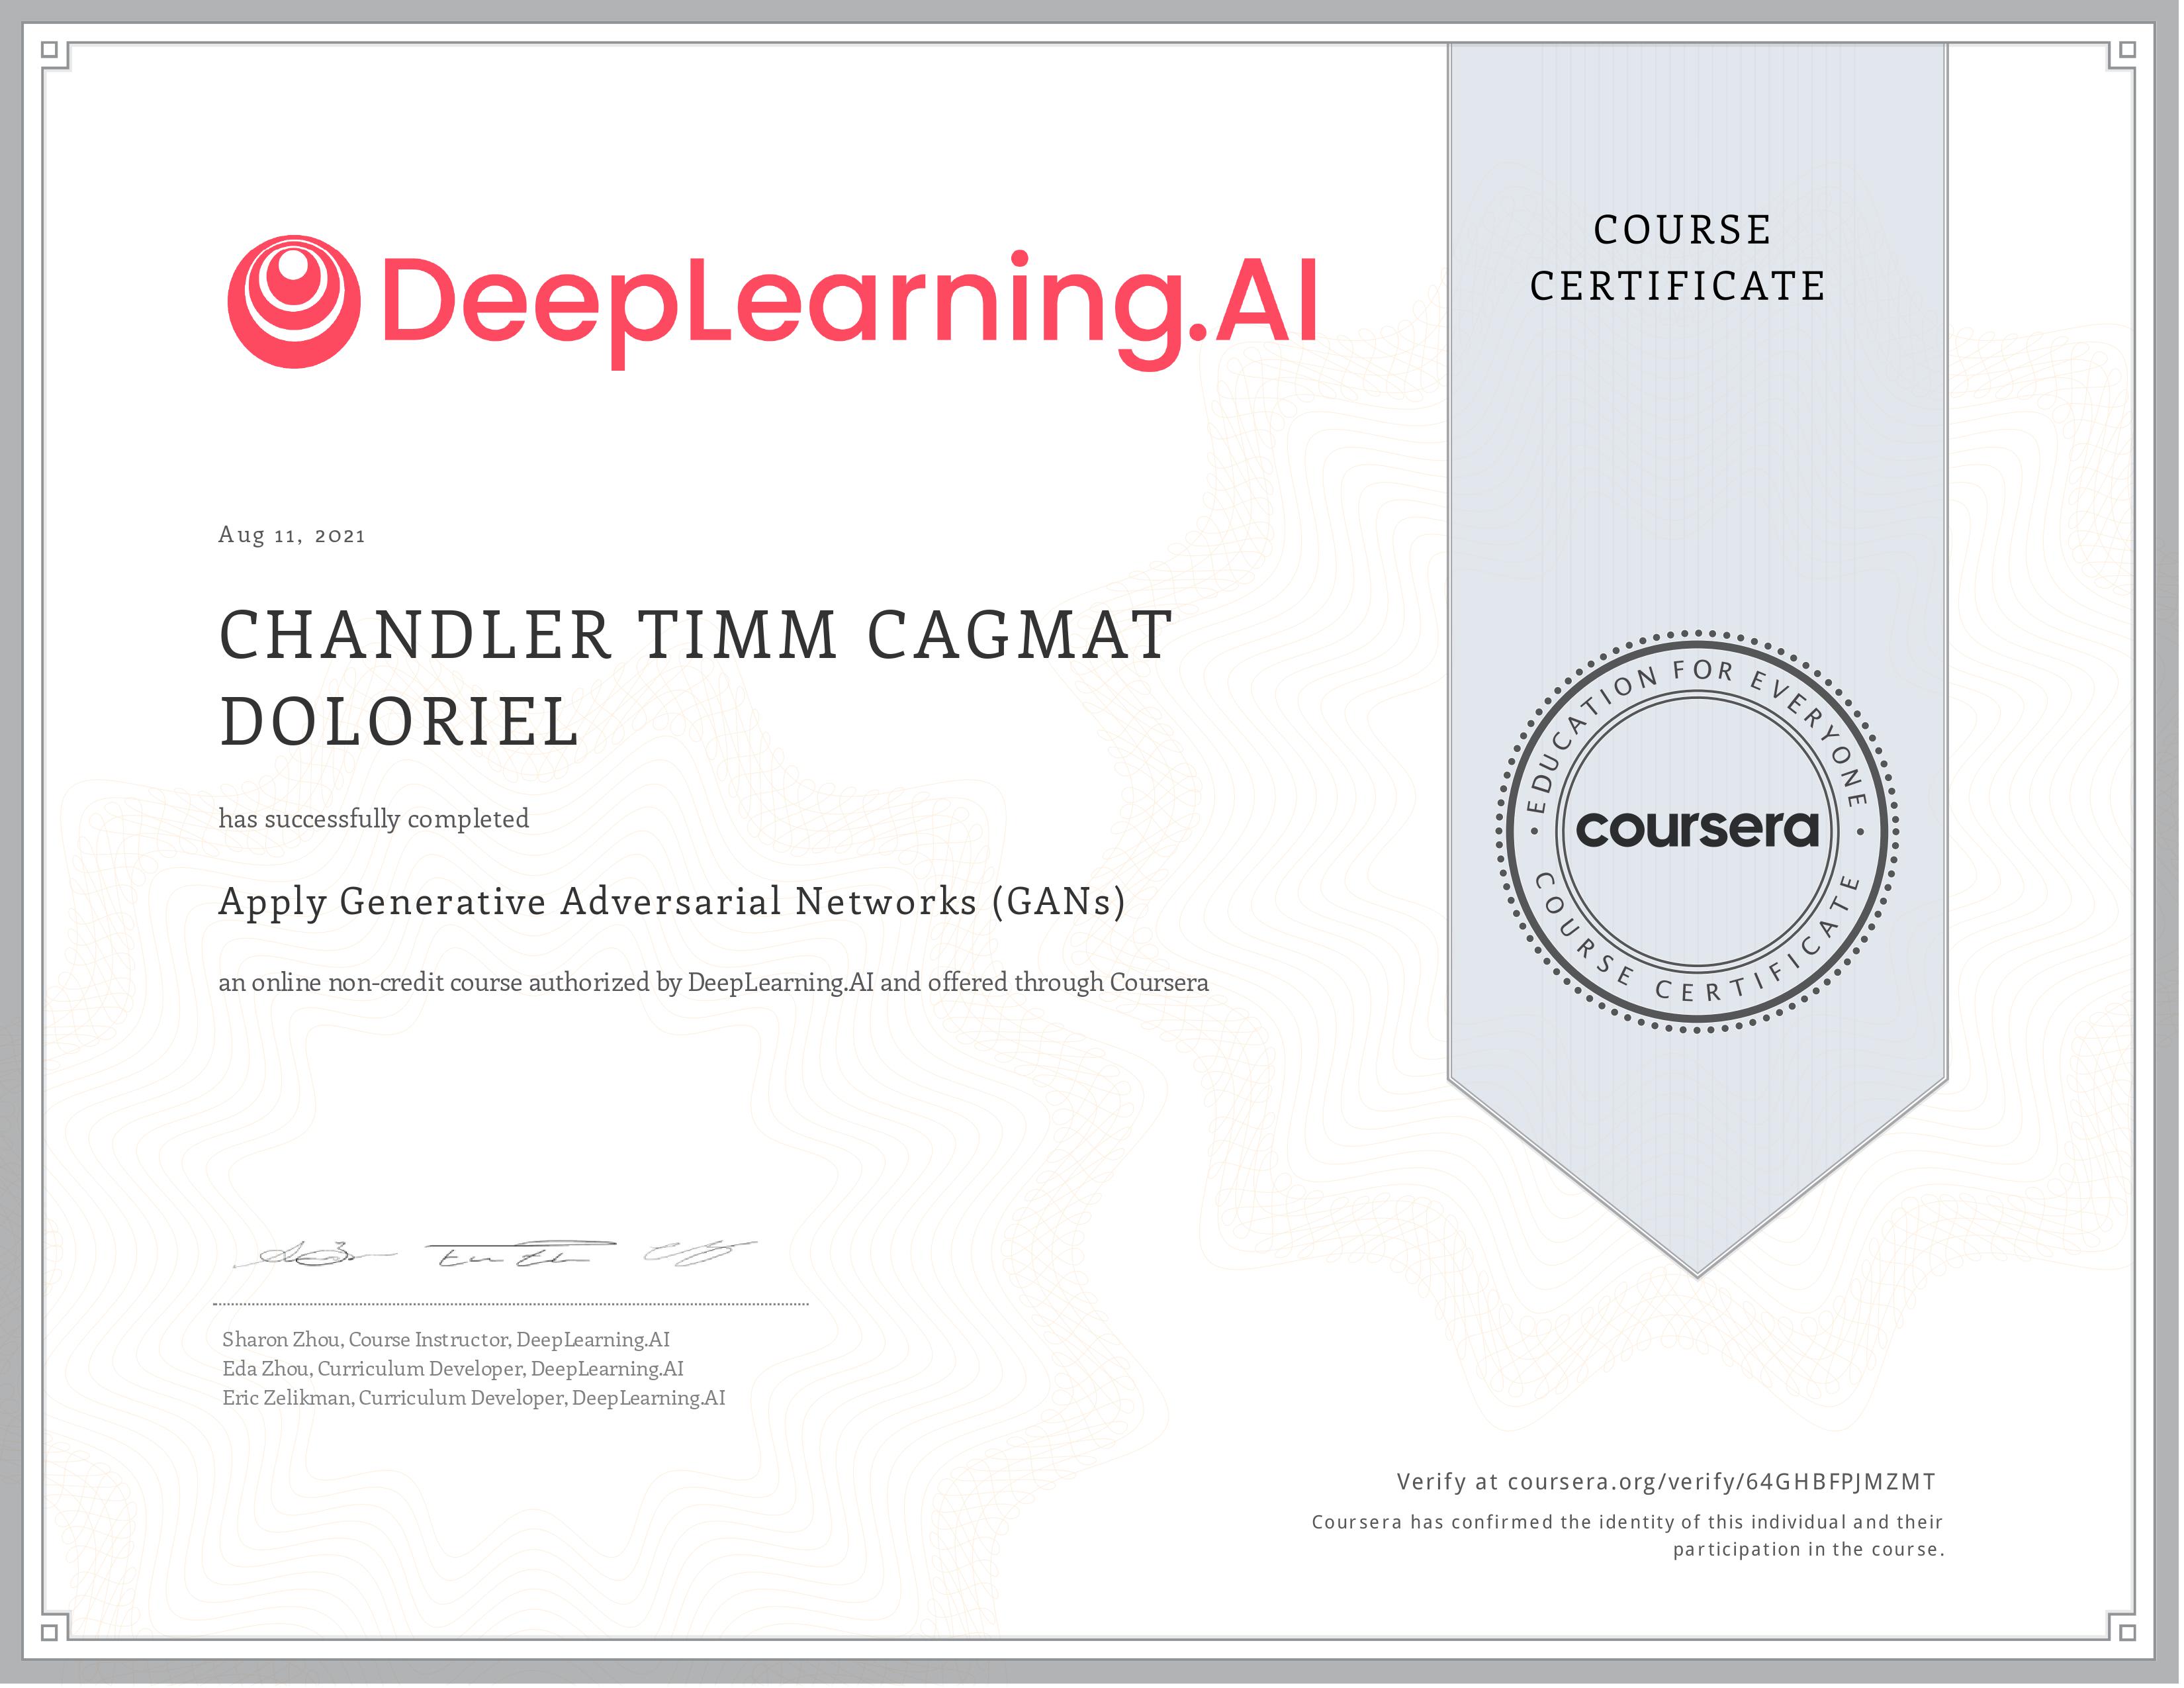 DeepLearning.AI
COURSE
CERTIFICATE
Aug 11, 2021
CHANDLER TIMM CAGMAT
DOLORIEL
has successfully completed
Apply Generative Adversarial Networks (GANs)
an online non-credit course authorized by DeepLearning.AI and offered through Coursera
EDUCATION FOR EVERYONE
coursera
COURSE CERTIFICATE
Sharon Zhou, Course Instructor, DeepLearning.AI
Eda Zhou, Curriculum Developer, DeepLearning.AI
Eric Zelikman, Curriculum Developer, DeepLearning.AI
Verify at coursera.org/verify/64GHBFPJMZMT
Coursera has confirmed the identity of this individual and their
participation in the course.